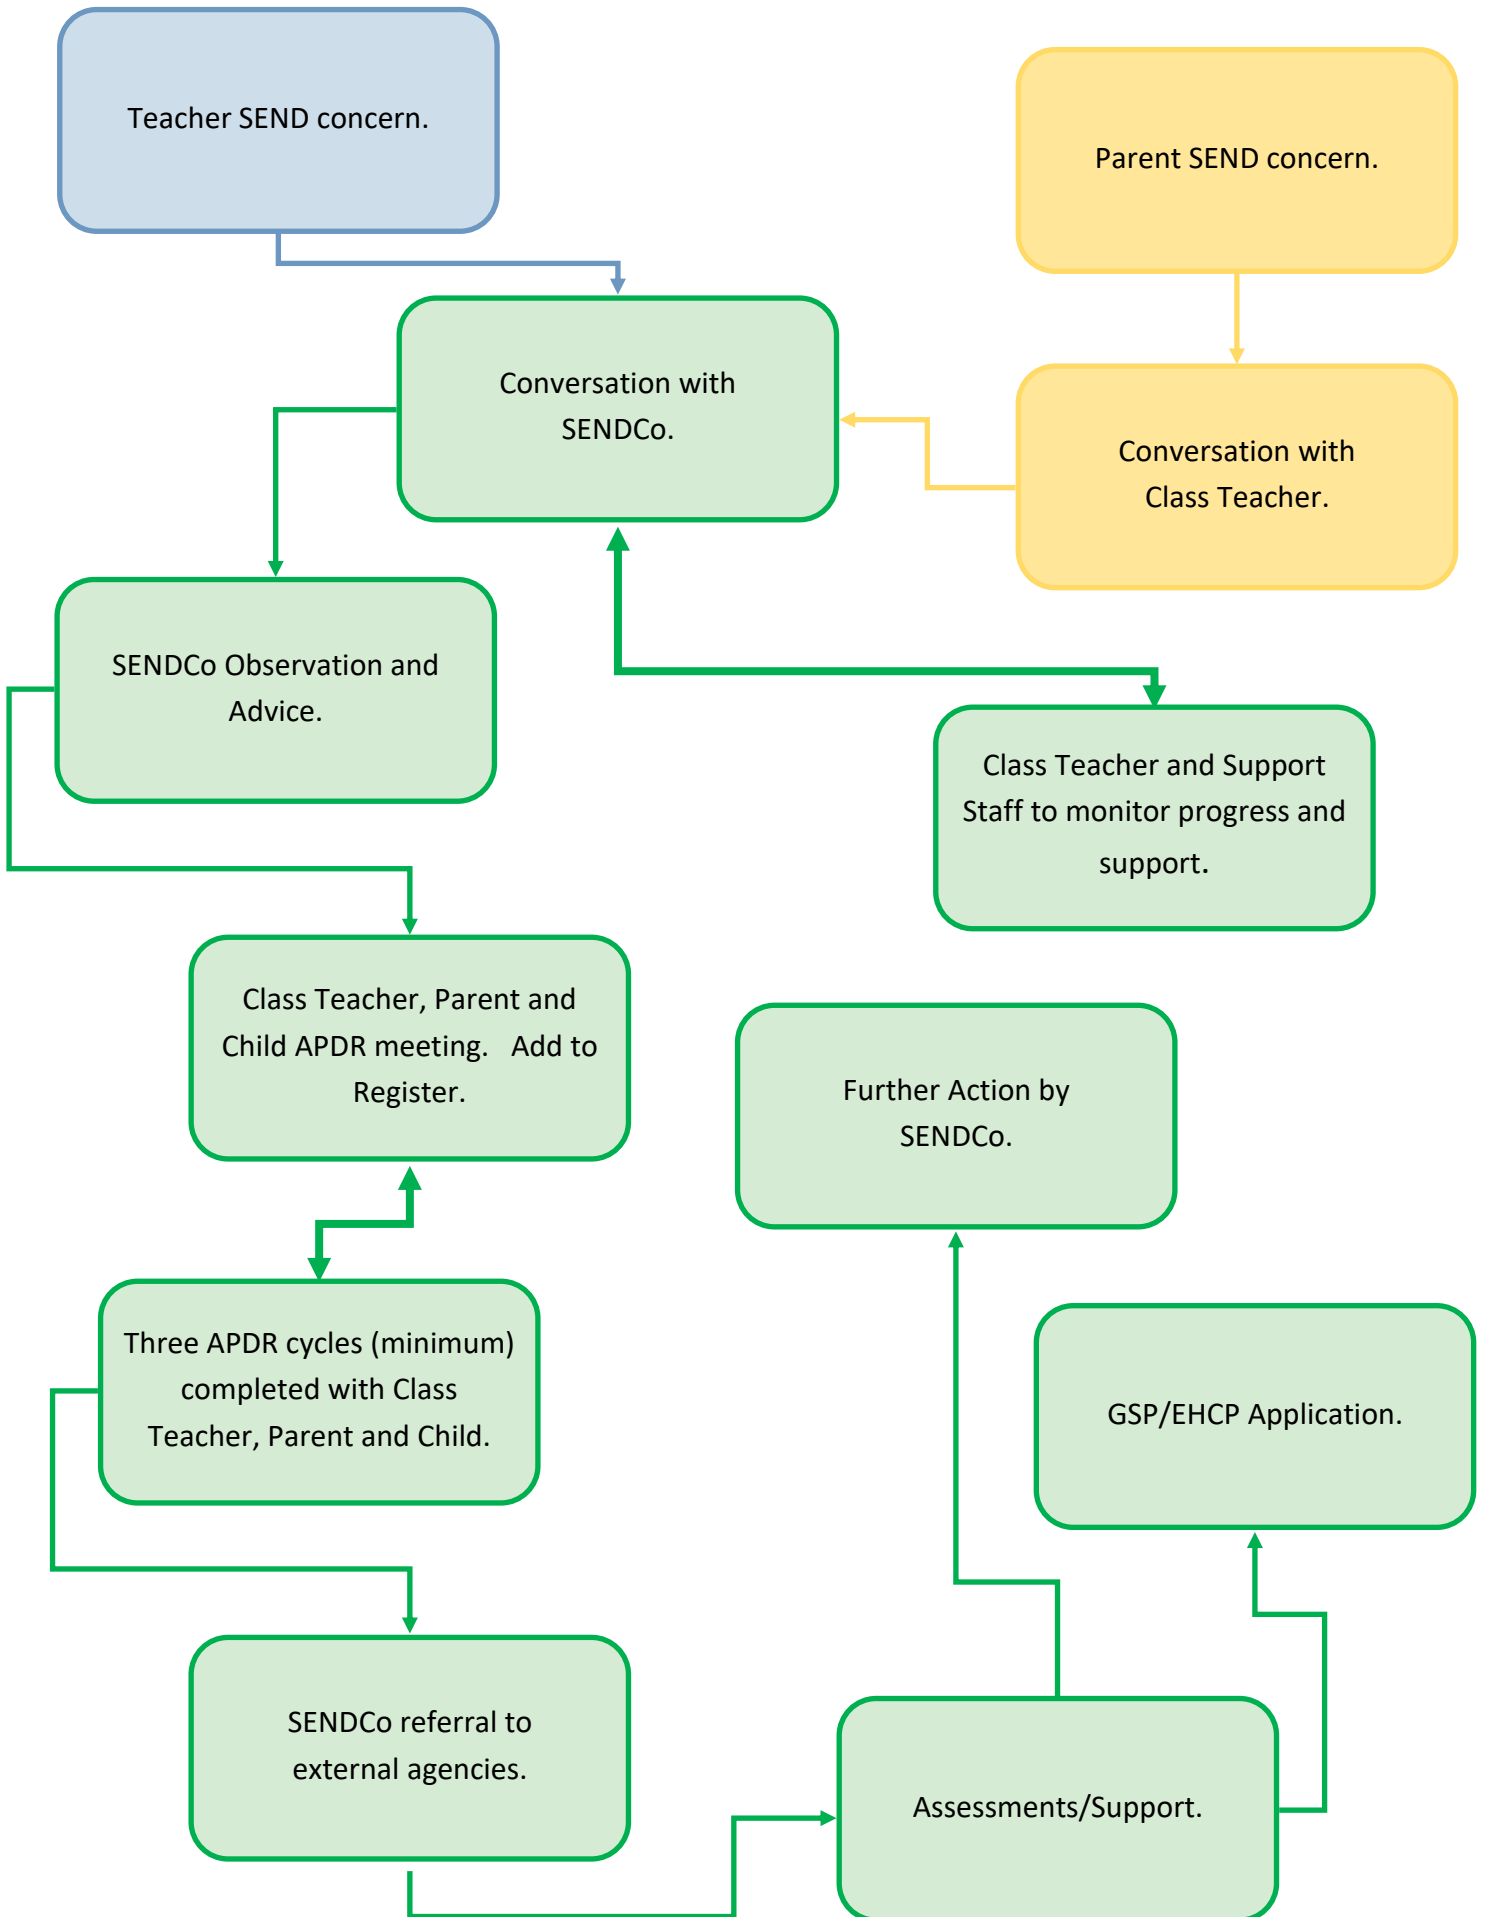 Teacher SEND concern.
Parent SEND concern.
Conversation with
SENDCo.
Conversation with
Class Teacher.
SENDCo Observation and
Advice.
Class Teacher and Support
Staff to monitor progress and
support.
Class Teacher, Parent and
Child APDR meeting.   Add to
Register.
Further Action by
SENDCo.
Three APDR cycles (minimum)
completed with Class
Teacher, Parent and Child.
GSP/EHCP Application.
SENDCo referral to
external agencies.
Assessments/Support.